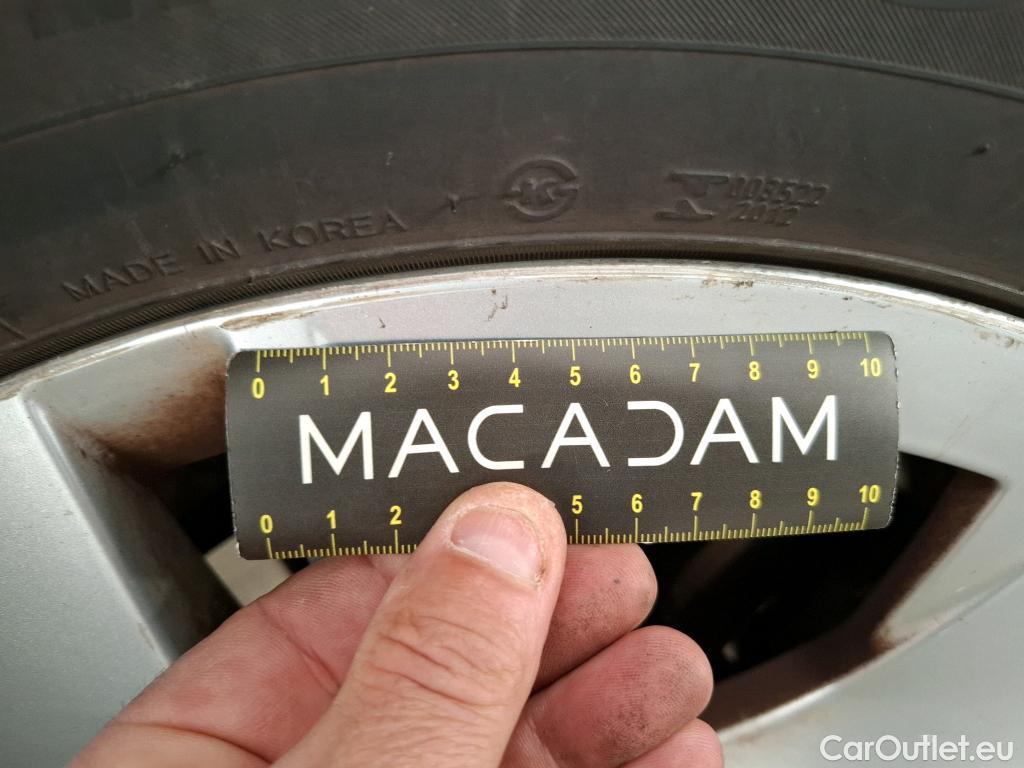 MADE IN KOREA
K
003522
2012
0 1 2 3 4 5 6 7 8 9 10
MACADAM
0 1 2 5 6 7 8 9 10
CarOutlet.eu